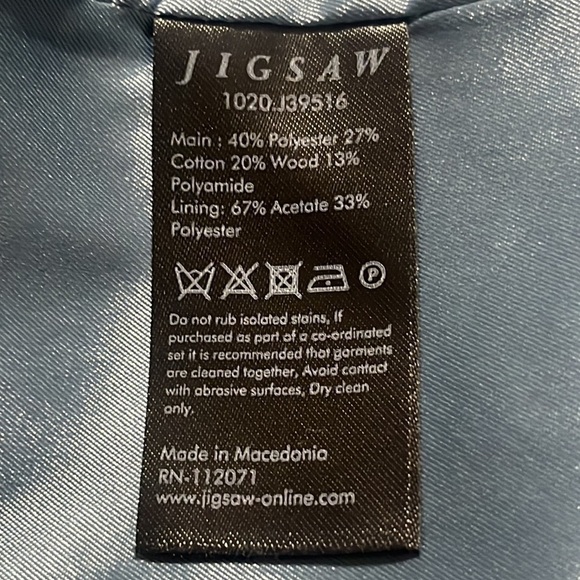 JIGSAW
1020.J39516
Main : 40% Polyester 27%
Cotton 20% Wood 13%
Polyamide
Lining: 67% Acetate 33%
Polyester
P
Do not rub isolated stains, If
purchased as part of a co-ordinated
set it is recommended that garments
are cleaned together, Avoid contact
with abrasive surfaces, Dry clean
only.
Made in Macedonia
RN-112071
www.jigsaw-online.com